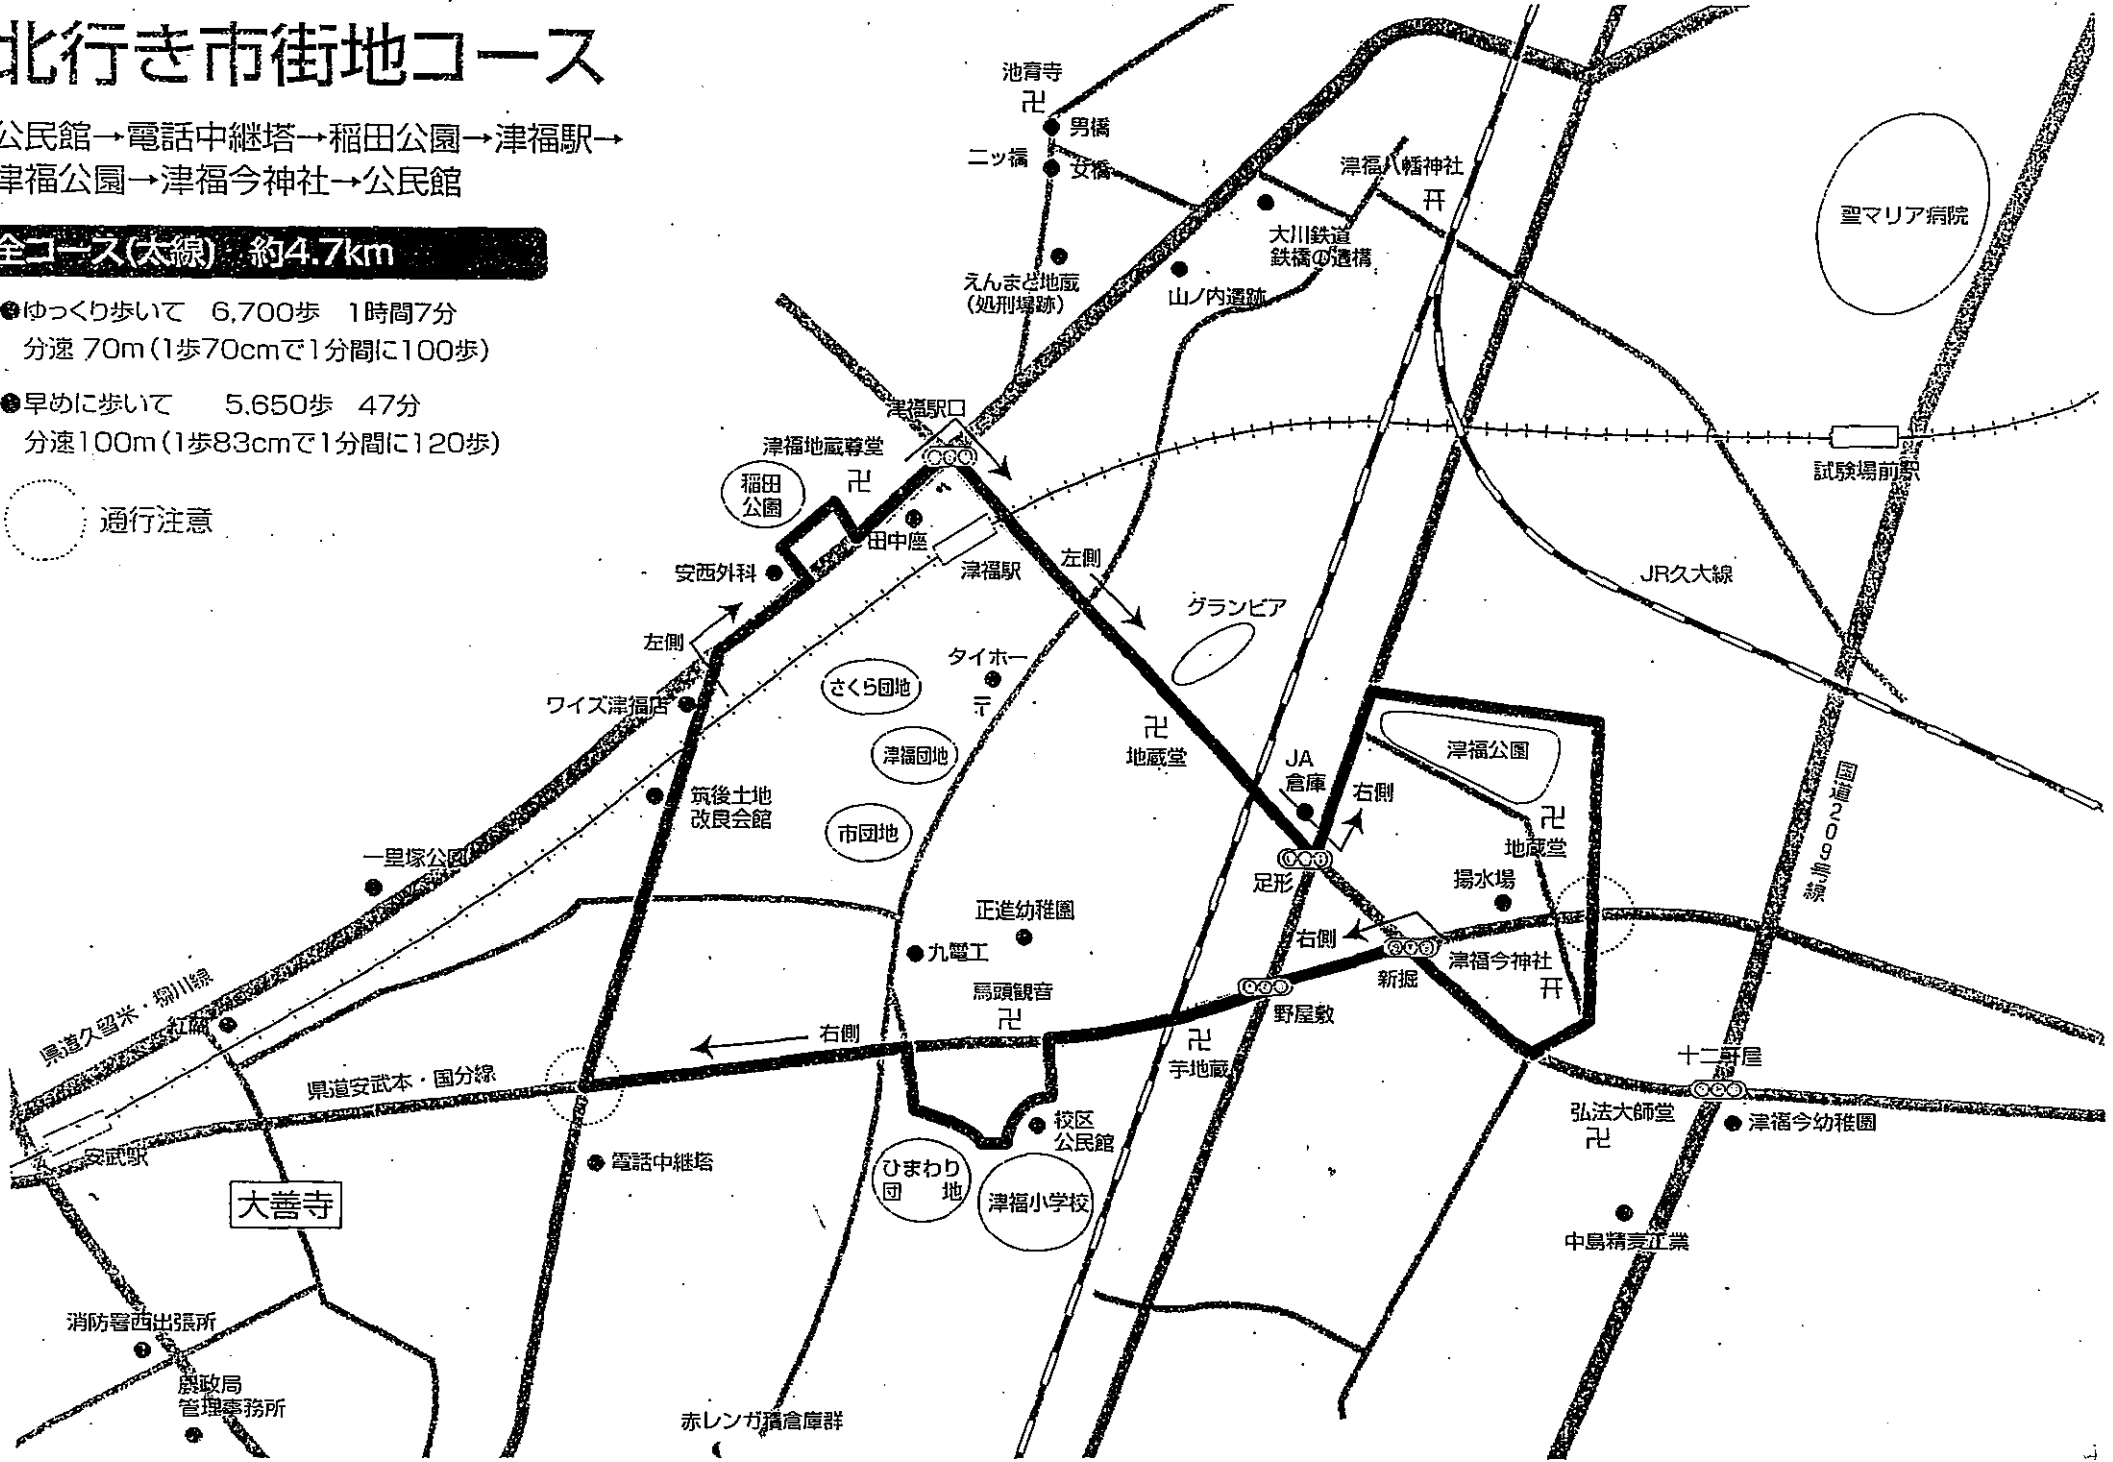 北行き市街地コース
公民館→電話中継塔→稲田公園→津福駅→
津福公園→津福今神社→公民館
全コース(太線) 約4.7km
●ゆっくり歩いて 6,700歩 1時間7分
分速 70m(1歩70cmで1分間に100歩)
●早めに歩いて 5,650歩 47分
分速100m(1歩83cmで1分間に120歩)
通行注意
池育寺
男橋
二ッ橋
女橋
えんまど地蔵
(処刑場跡)
津福八幡神社
大川鉄道
鉄橋の遺構
山ノ内遺跡
聖マリア病院
津福駅口
津福地蔵尊堂
稲田
公園
田中座
安西外科
津福駅
左側
左側
グランピア
試験場前駅
JR久大線
タイホー
さくら団地
ワイズ津福店
津福団地
地蔵堂
JA
倉庫
右側
津福公園
国道209号線
筑後土地
改良会館
市団地
一里塚公園
足形
地蔵堂
揚水場
正進幼稚園
九電工
右側
新掘
津福今神社
馬頭観音
野屋敷
県道久留米・柳川線
右側
芋地蔵
十二軒屋
県道安武本・国分線
弘法大師堂
津福今幼稚園
校区
公民館
安武駅
電話中継塔
ひまわり
団 地
津福小学校
大善寺
中島精麦工業
消防署西出張所
農政局
管理事務所
赤レンガ積倉庫群